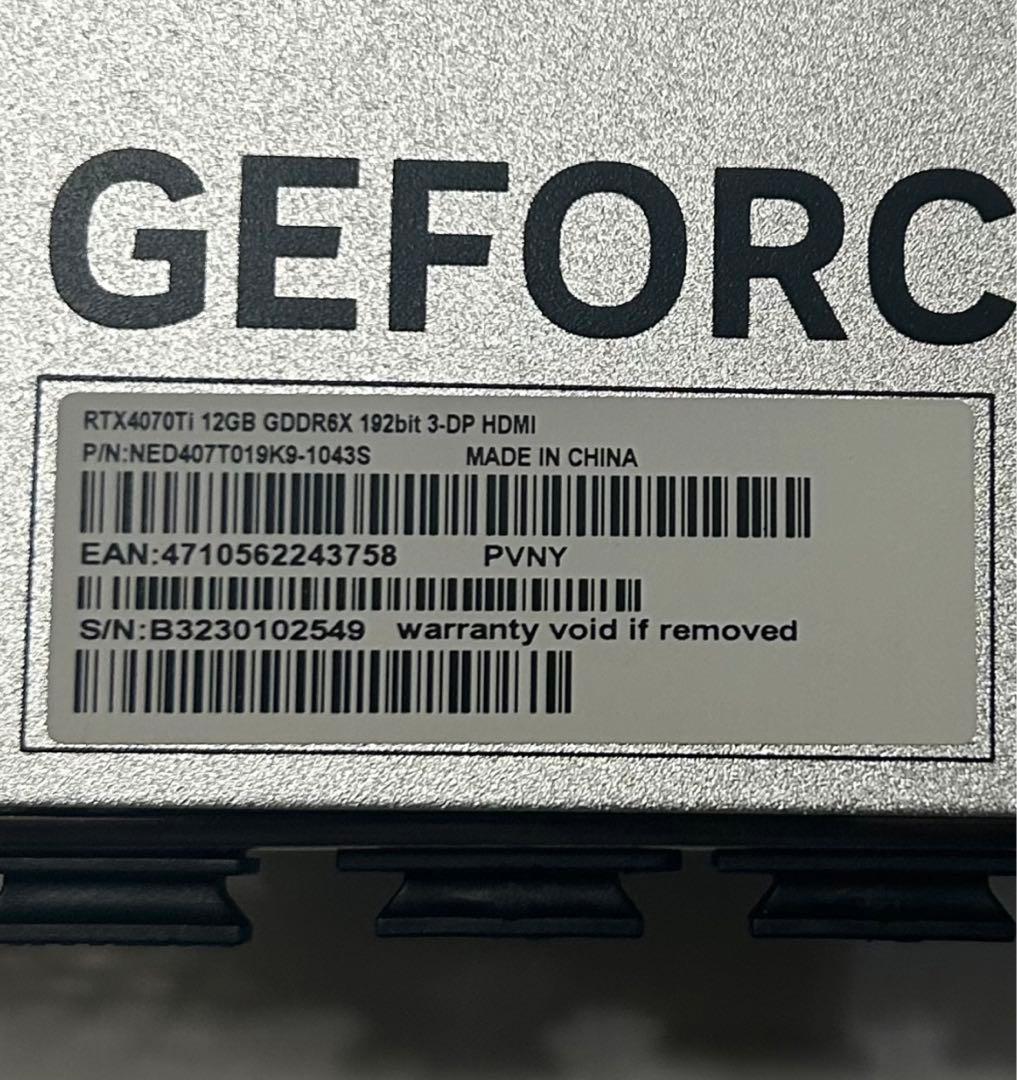 GEFORC
RTX4070Ti 12GB GDDR6X 192bit 3-DP HDMI
P/N:NED407T019K9-1043S MADE IN CHINA
EAN:4710562243758 PVNY
S/N:B3230102549 warranty void if removed